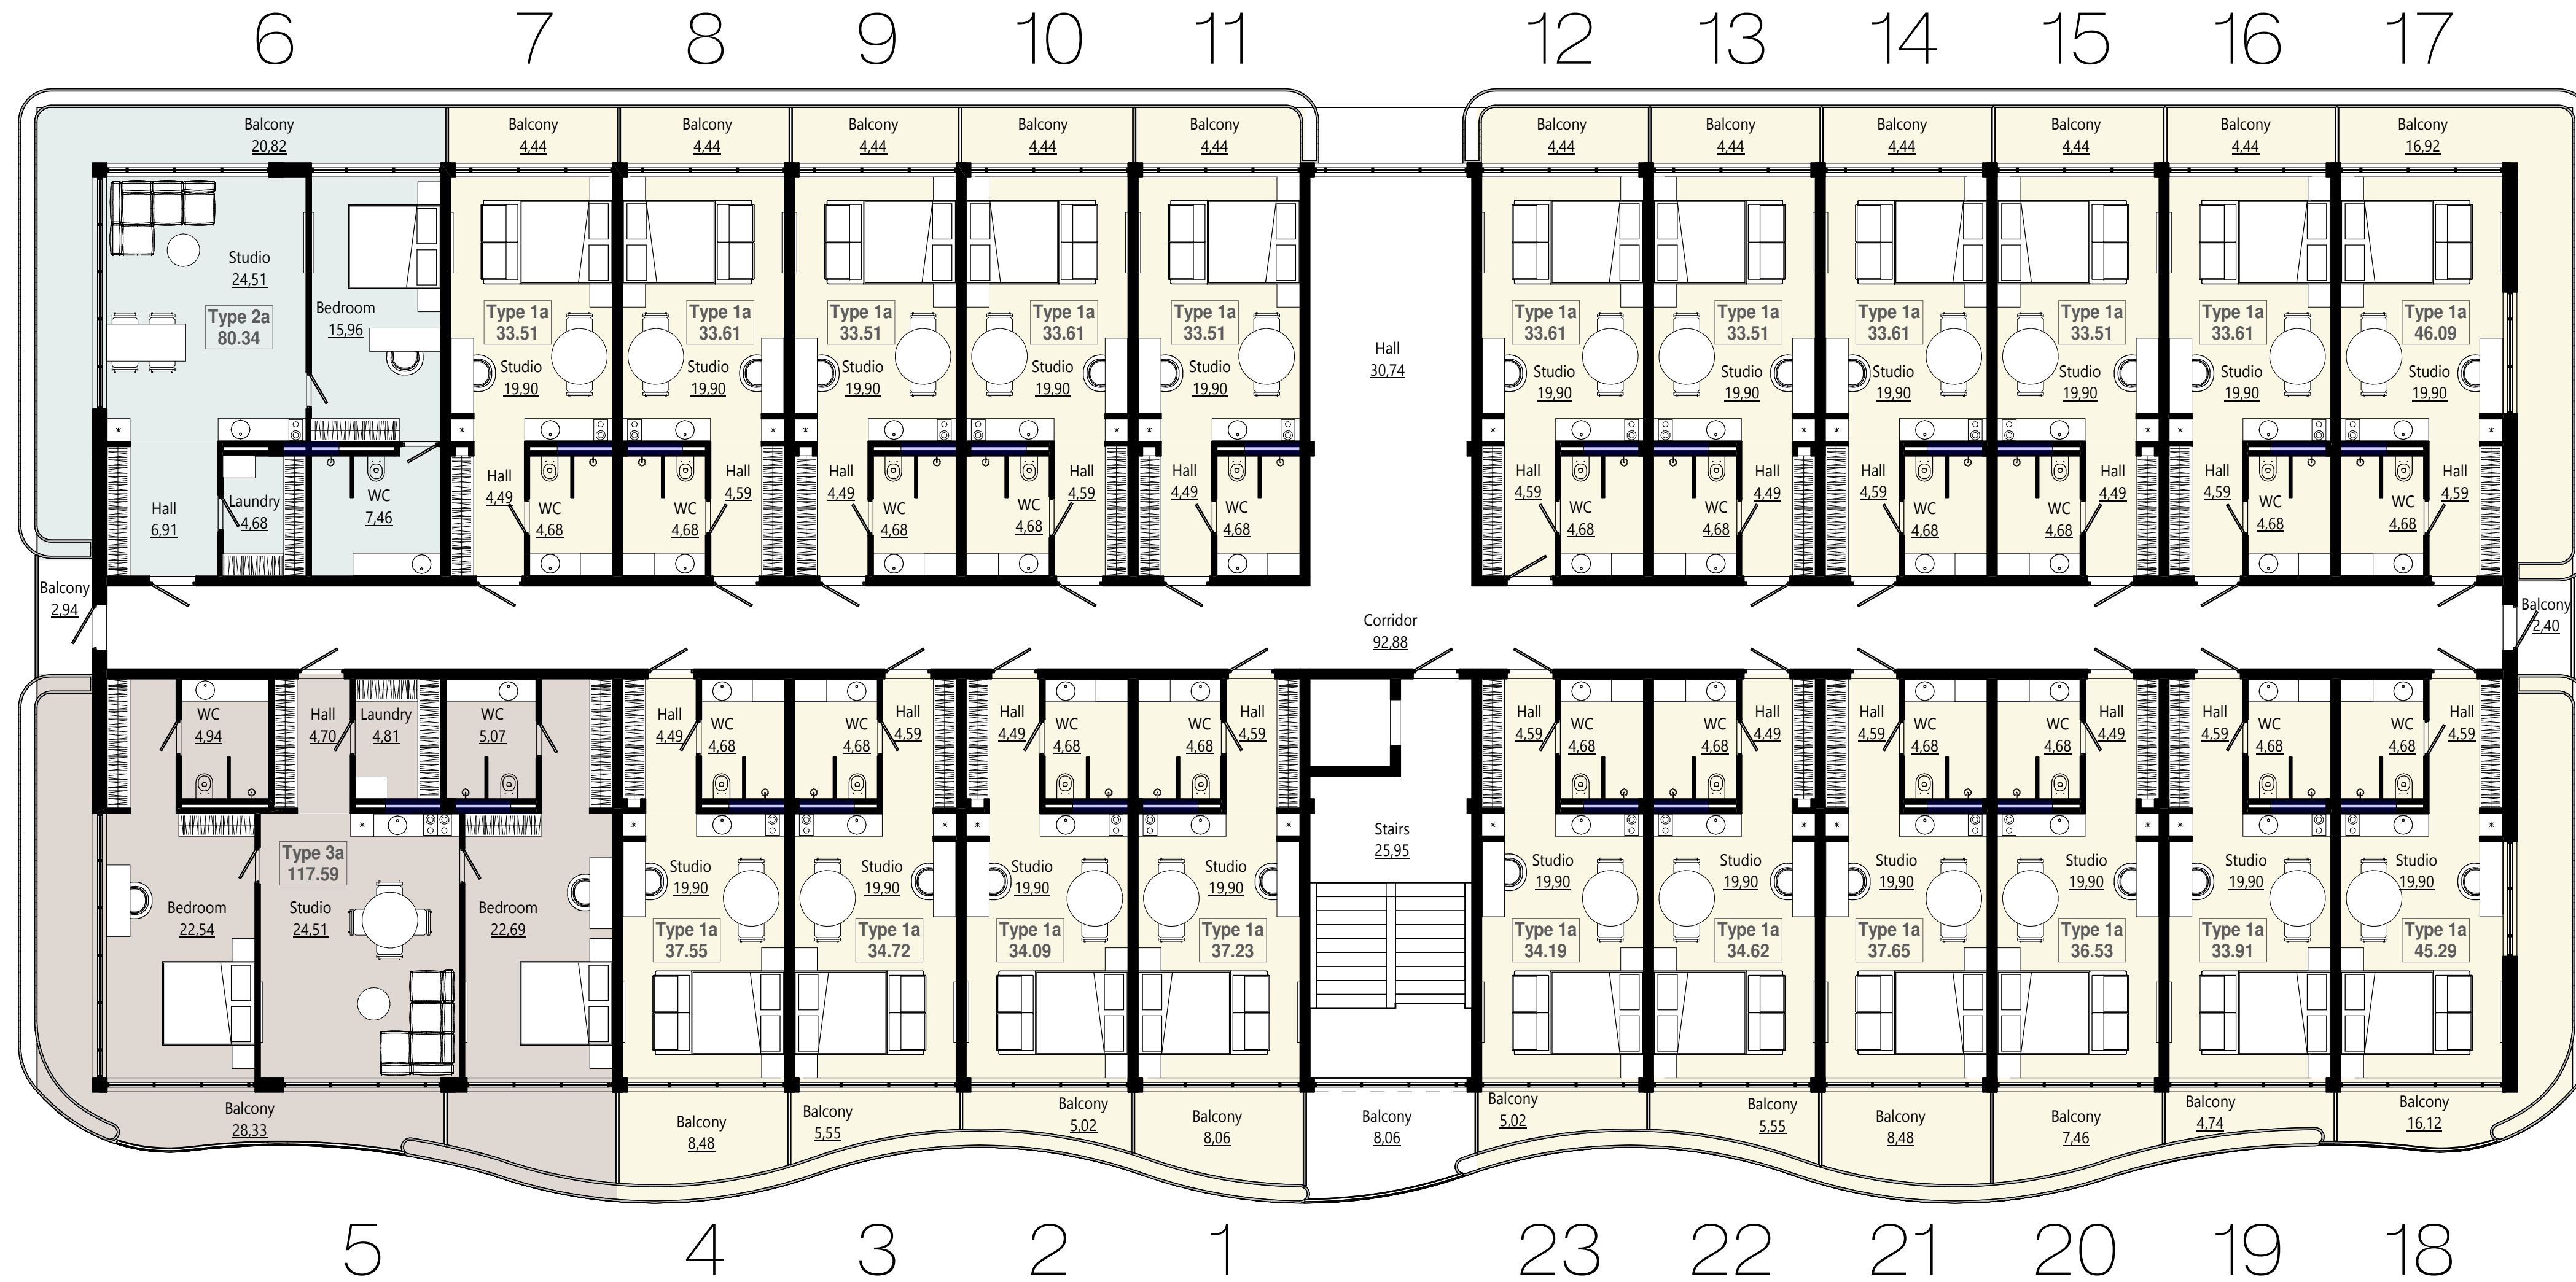 6 7 8 9 10 11 12 13 14 15 16 17
Balcony Balcony Balcony Balcony Balcony Balcony Balcony Balcony Balcony Balcony Balcony Balcony
20,82 4,44 4,44 4,44 4,44 4,44 4,44 4,44 4,44 4,44 4,44 16,92
Studio
24,51
Type 2a
80.34
Bedroom
15,96
Type 1a Type 1a Type 1a Type 1a Type 1a Type 1a Type 1a Type 1a Type 1a Type 1a Type 1a
33.51 33.61 33.51 33.61 33.51 33.61 33.51 33.61 33.51 33.61 46.09
Hall
30,74
Studio Studio Studio Studio Studio Studio Studio Studio Studio Studio Studio
19,90 19,90 19,90 19,90 19,90 19,90 19,90 19,90 19,90 19,90 19,90
Hall
6,91
Laundry
4,68
WC
7,46
Hall Hall Hall Hall Hall Hall Hall Hall Hall Hall Hall
4,49 4,59 4,49 4,59 4,49 4,59 4,49 4,59 4,49 4,59 4,59
WC WC WC WC WC WC WC WC WC WC WC
4,68 4,68 4,68 4,68 4,68 4,68 4,68 4,68 4,68 4,68 4,68
Balcony
2,94
Corridor
92,88
Balcony
2,40
WC
4,94
Hall
4,70
Laundry
4,81
WC
5,07
Hall Hall Hall Hall Hall Hall Hall Hall Hall Hall
4,49 4,59 4,49 4,59 4,59 4,49 4,59 4,49 4,59 4,59
WC WC WC WC WC WC WC WC WC WC
4,68 4,68 4,68 4,68 4,68 4,68 4,68 4,68 4,68 4,68
Stairs
25,95
Type 3a
117.59
Bedroom
22,54
Studio
24,51
Bedroom
22,69
Studio Studio Studio Studio Studio Studio Studio Studio Studio Studio
19,90 19,90 19,90 19,90 19,90 19,90 19,90 19,90 19,90 19,90
Type 1a Type 1a Type 1a Type 1a Type 1a Type 1a Type 1a Type 1a Type 1a Type 1a
37.55 34.72 34.09 37.23 34.19 34.62 37.65 36.53 33.91 45.29
Balcony Balcony Balcony Balcony Balcony Balcony Balcony Balcony Balcony Balcony Balcony Balcony
28,33 8,48 5,55 5,02 8,06 8,06 5,02 5,55 8,48 7,46 4,74 16,12
5 4 3 2 1 23 22 21 20 19 18